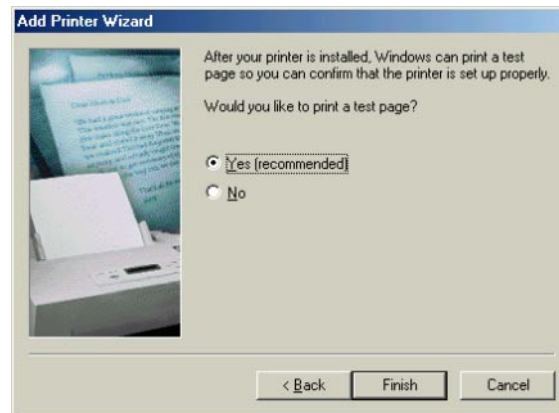 Add Printer Wizard
After your printer is installed, Windows can print a test
page so you can confirm that the printer is set up properly.
Would you like to print a test page?
Yes (recommended)
No
< Back
Finish
Cancel